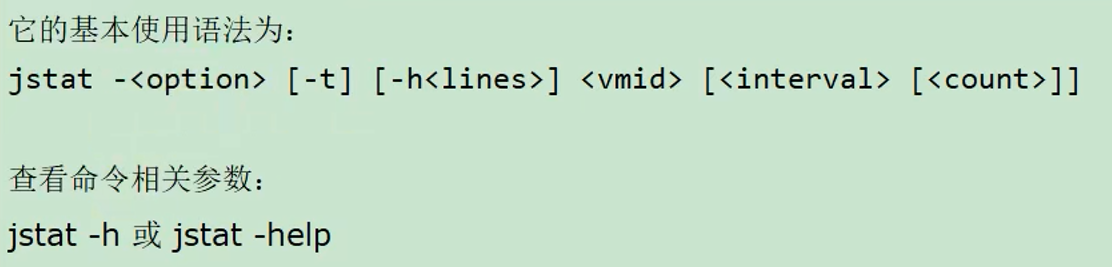 它的基本使用语法为：
jstat -<option> [-t] [-h<lines>] <vmid> [<interval> [<count>]]
查看命令相关参数：
jstat -h 或 jstat -help